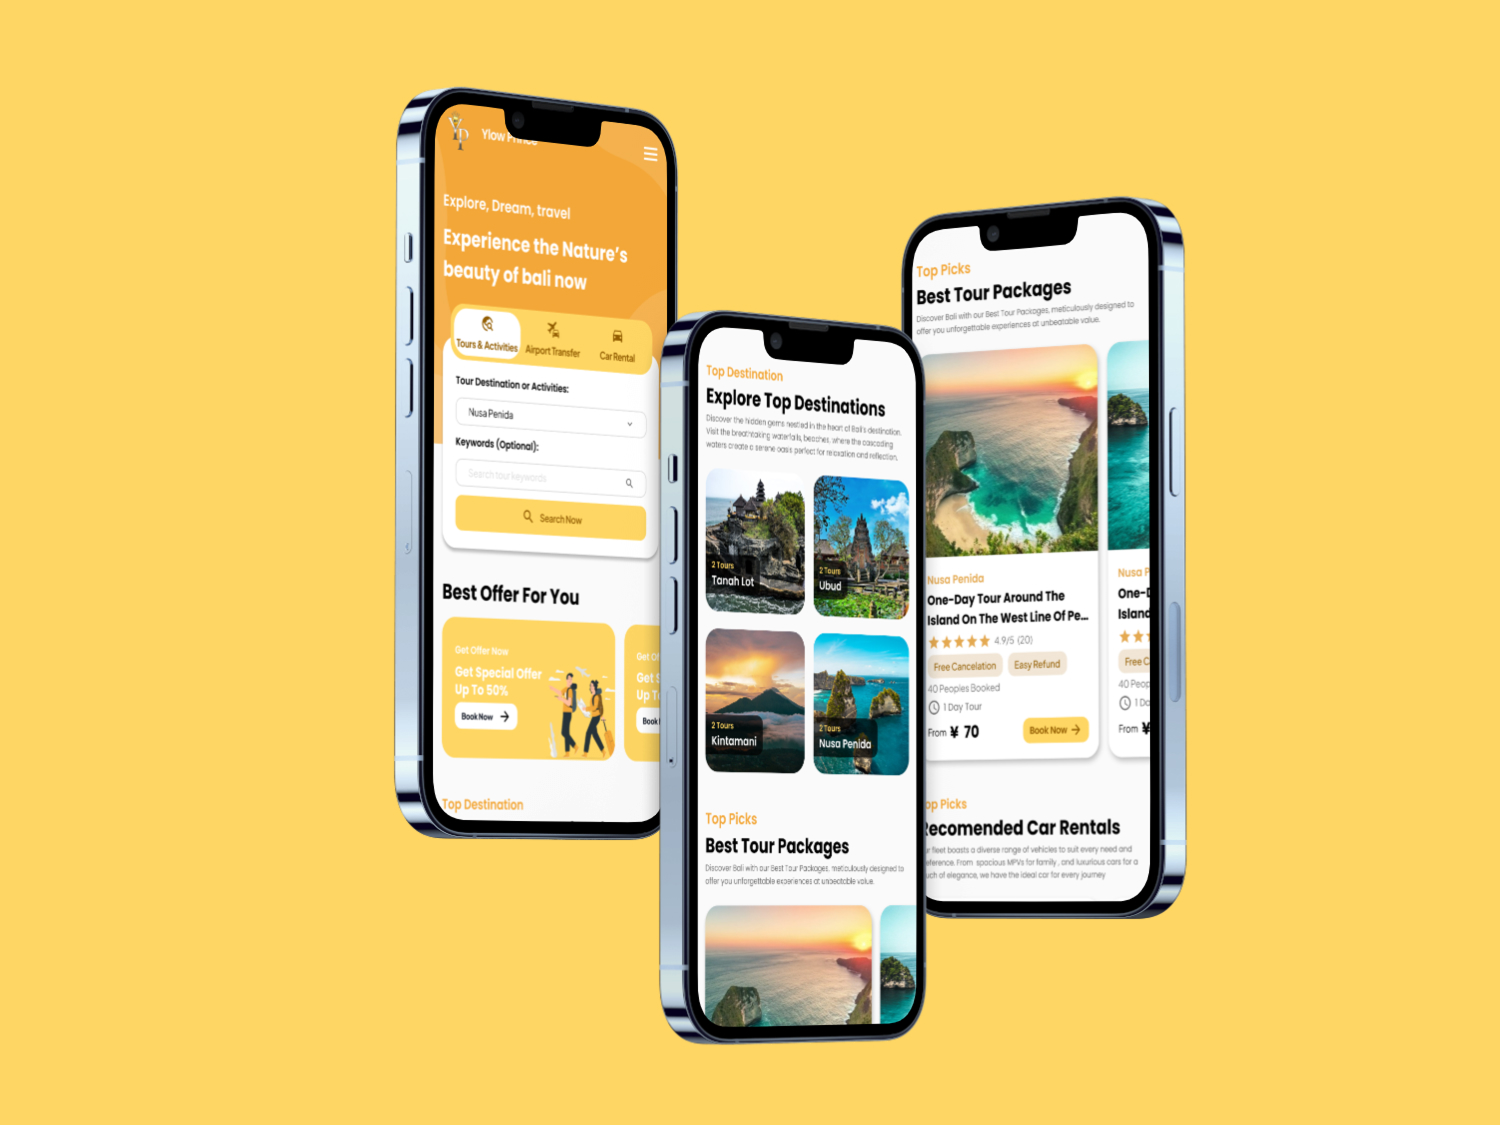 YP
Ylow Prince
Explore, Dream, travel
Experience the Nature's
beauty of bali now
Tours & Activities
Airport Transfer
Car Rental
Tour Destination or Activities:
Nusa Penida
Keywords (Optional):
Search tour keywords
Search Now
Best Offer For You
Get Offer Now
Get Special Offer
Up To 50%
Book Now
Get Of
Get S
Up To
Book
Top Destination
Top Destination
Explore Top Destinations
Discover the hidden gems nestled in the heart of Bali's destination.
Visit the breathtaking waterfalls, beaches, where the cascading
waters create a serene oasis perfect for relaxation and reflection.
2 Tours
Tanah Lot
2 Tours
Ubud
2 Tours
Kintamani
2 Tours
Nusa Penida
Top Picks
Best Tour Packages
Discover Bali with our Best Tour Packages, meticulously designed to
offer you unforgettable experiences at unbeatable value.
Top Picks
Best Tour Packages
Discover Bali with our Best Tour Packages, meticulously designed to
offer you unforgettable experiences at unbeatable value.
Nusa Penida
One-Day Tour Around The
Island On The West Line Of Pe...
4.9/5 (20)
Free Cancelation
Easy Refund
40 Peoples Booked
1 Day Tour
From ¥ 70
Book Now
Nusa P
One-D
Island
Free C
40 Peop
1 Da
From ¥
op Picks
Recomended Car Rentals
ur fleet boasts a diverse range of vehicles to suit every need and
eference. From spacious MPVs for family, and luxurious cars for a
uch of elegance, we have the ideal car for every journey